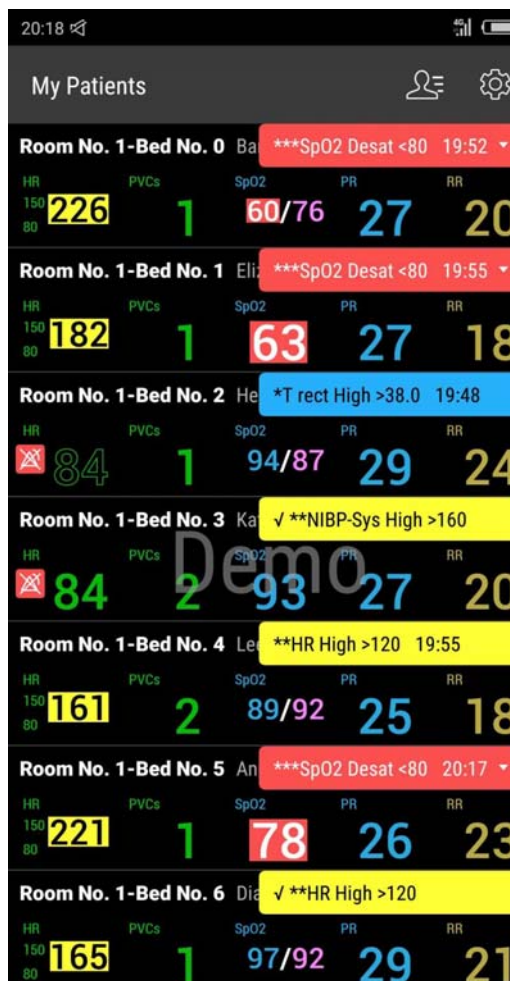 20:18 4G
My Patients
Room No. 1-Bed No. 0 Ba ***SpO2 Desat <80 19:52
HR PVCs SpO2 PR RR
150 80 226 1 60/76 27 20
Room No. 1-Bed No. 1 Eli ***SpO2 Desat <80 19:55
HR PVCs SpO2 PR RR
150 80 182 1 63 27 18
Room No. 1-Bed No. 2 He *T rect High >38.0 19:48
HR PVCs SpO2 PR RR
84 1 94/87 29 24
Room No. 1-Bed No. 3 Ka √ **NIBP-Sys High >160
HR PVCs SpO2 PR RR
84 2 93 27 20
Demo
Room No. 1-Bed No. 4 Lee **HR High >120 19:55
HR PVCs SpO2 PR RR
150 80 161 2 89/92 25 18
Room No. 1-Bed No. 5 An ***SpO2 Desat <80 20:17
HR PVCs SpO2 PR RR
150 80 221 1 78 26 23
Room No. 1-Bed No. 6 Dia √ **HR High >120
HR PVCs SpO2 PR RR
150 80 165 1 97/92 29 21